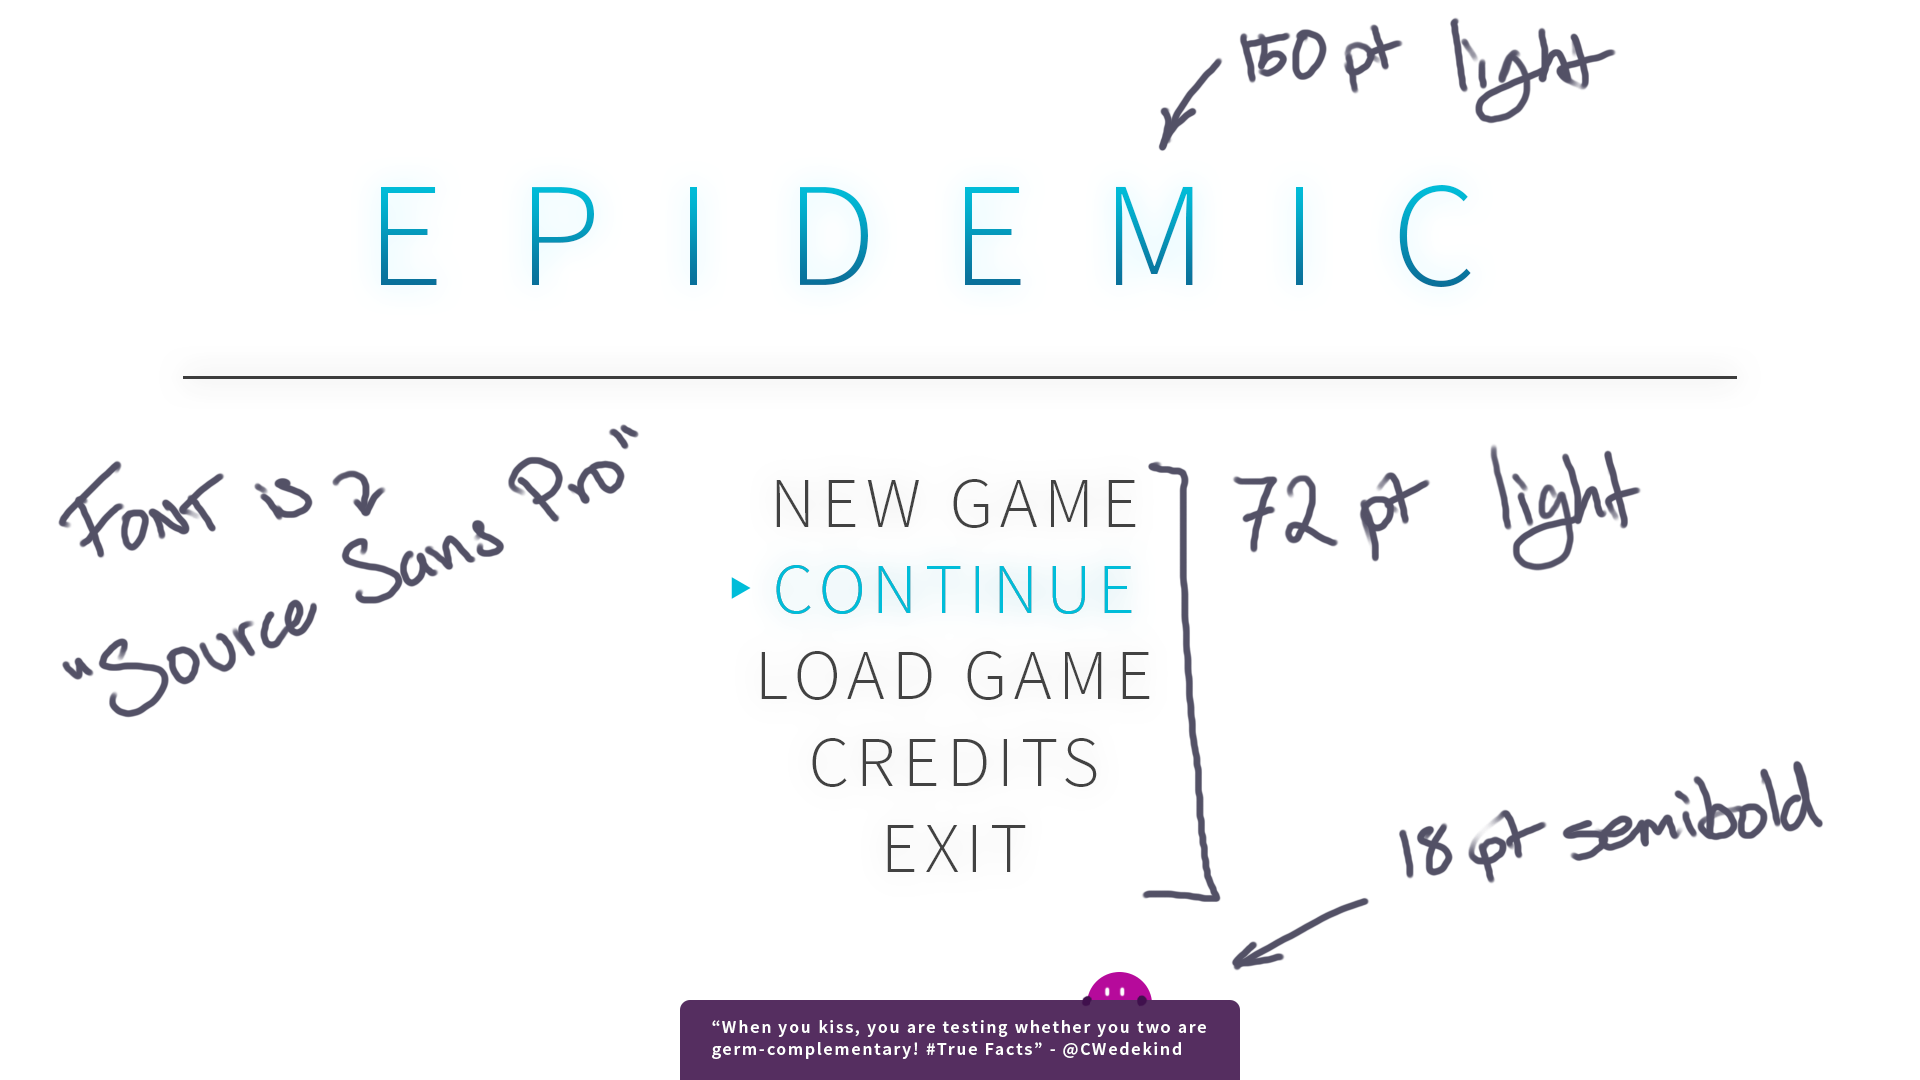 150 pt light
EPIDEMIC
Font is
"Source Sans Pro"
NEW GAME
72 pt light
CONTINUE
LOAD GAME
CREDITS
EXIT
18 pt semibold
“When you kiss, you are testing whether you two are
germ-complementary! #True Facts” - @CWedekind